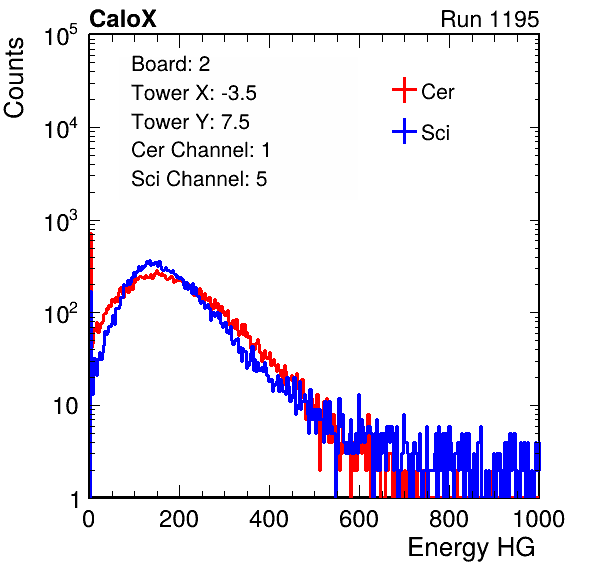 CaloX Run 1195
Counts
10^5
10^4
10^3
10^2
10
1
Board: 2
Tower X: -3.5
Tower Y: 7.5
Cer Channel: 1
Sci Channel: 5
Cer
Sci
0 200 400 600 800 1000
Energy HG